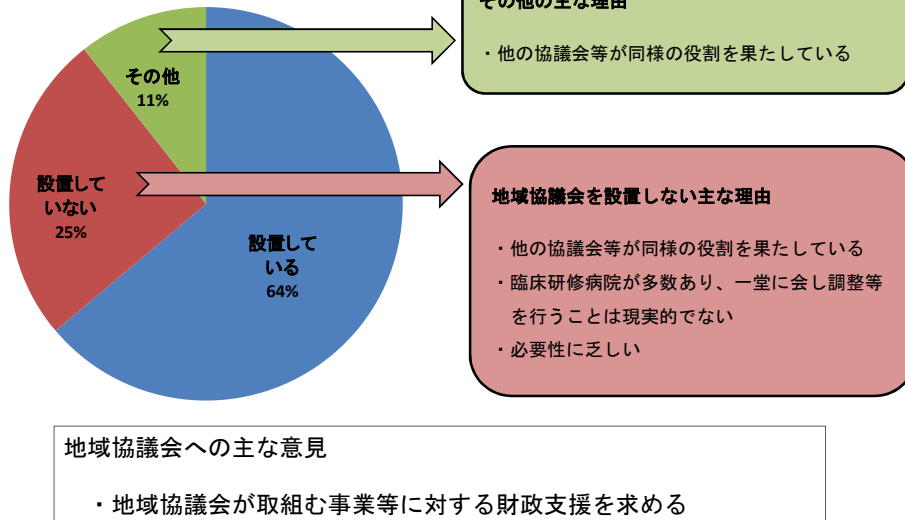 その他の主な理由
・他の協議会等が同様の役割を果たしている
その他
11%
設置して
いない
25%
設置して
いる
64%
地域協議会を設置しない主な理由
・他の協議会等が同様の役割を果たしている
・臨床研修病院が多数あり、一堂に会し調整等
を行うことは現実的でない
・必要性に乏しい
地域協議会への主な意見
・地域協議会が取組む事業等に対する財政支援を求める